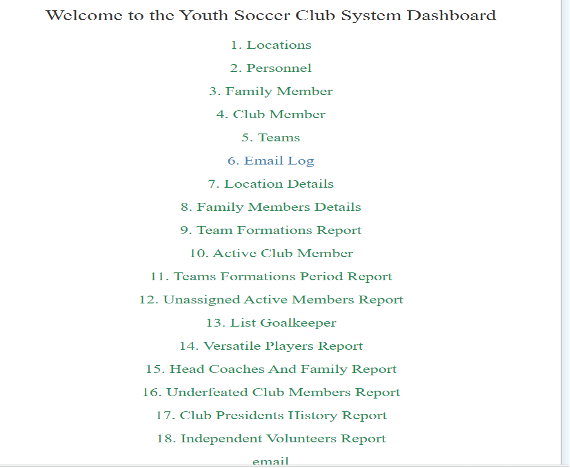 Welcome to the Youth Soccer Club System Dashboard
1. Locations
2. Personnel
3. Family Member
4. Club Member
5. Teams
6. Email Log
7. Location Details
8. Family Members Details
9. Team Formations Report
10. Active Club Member
11. Teams Formations Period Report
12. Unassigned Active Members Report
13. List Goalkeeper
14. Versatile Players Report
15. Head Coaches And Family Report
16. Underfeated Club Members Report
17. Club Presidents History Report
18. Independent Volunteers Report
email